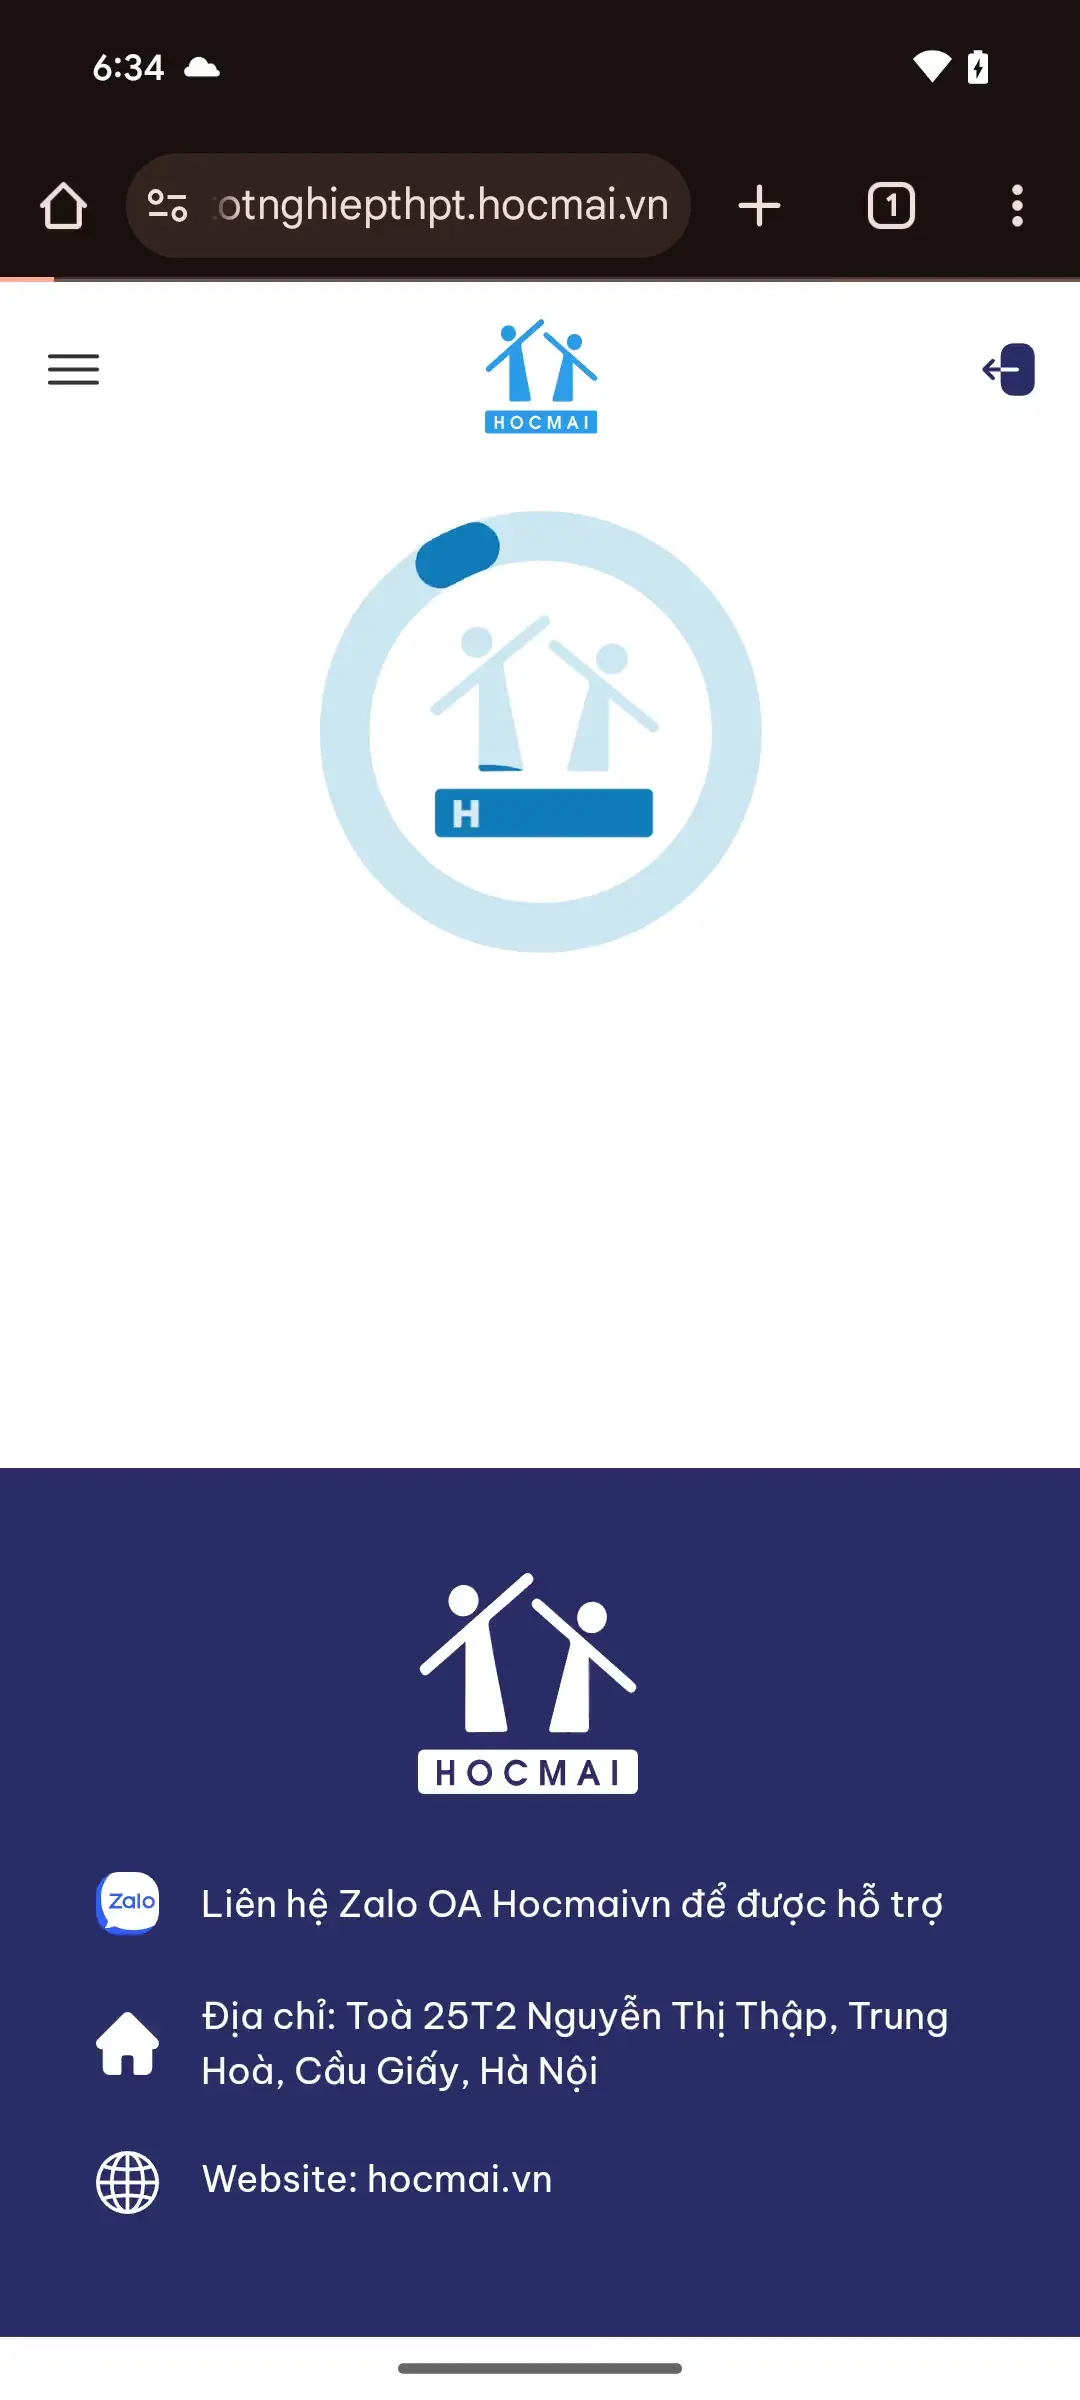 6:34
otnghiepthpt.hocmai.vn
1
HOCMAI
H
HOCMAI
Zalo
Liên hệ Zalo OA Hocmaivn để được hỗ trợ
Địa chỉ: Toà 25T2 Nguyễn Thị Thập, Trung
Hoà, Cầu Giấy, Hà Nội
Website: hocmai.vn